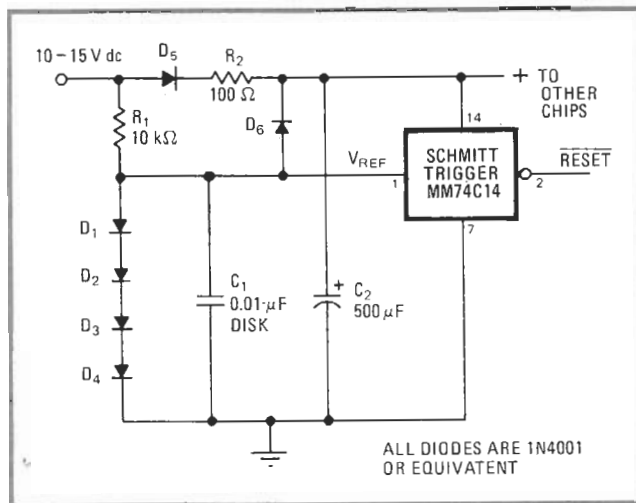 10–15 V dc
D5
R2
100 Ω
+ TO
OTHER
CHIPS
R1
10 kΩ
D6
14
VREF
1
SCHMITT
TRIGGER
MM74C14
RESET
2
7
D1
D2
D3
D4
C1
0.01-µF
DISK
+
C2
500 µF
ALL DIODES ARE 1N4001
OR EQUIVATENT